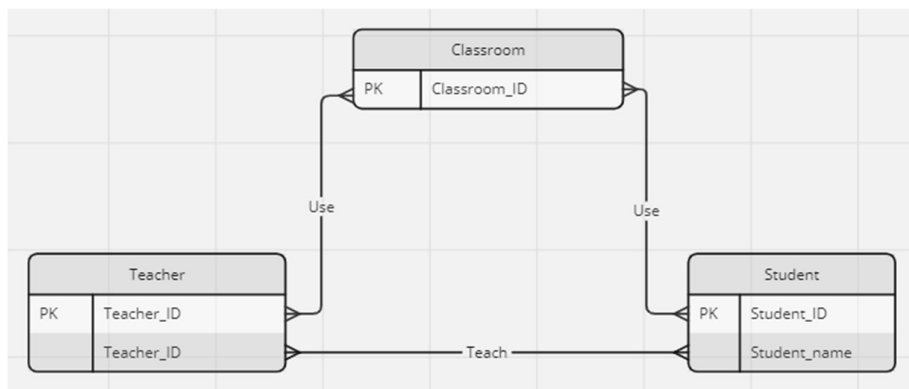 Classroom
PK Classroom_ID
Use
Use
Teacher
PK Teacher_ID
Teacher_ID
Teach
Student
PK Student_ID
Student_name